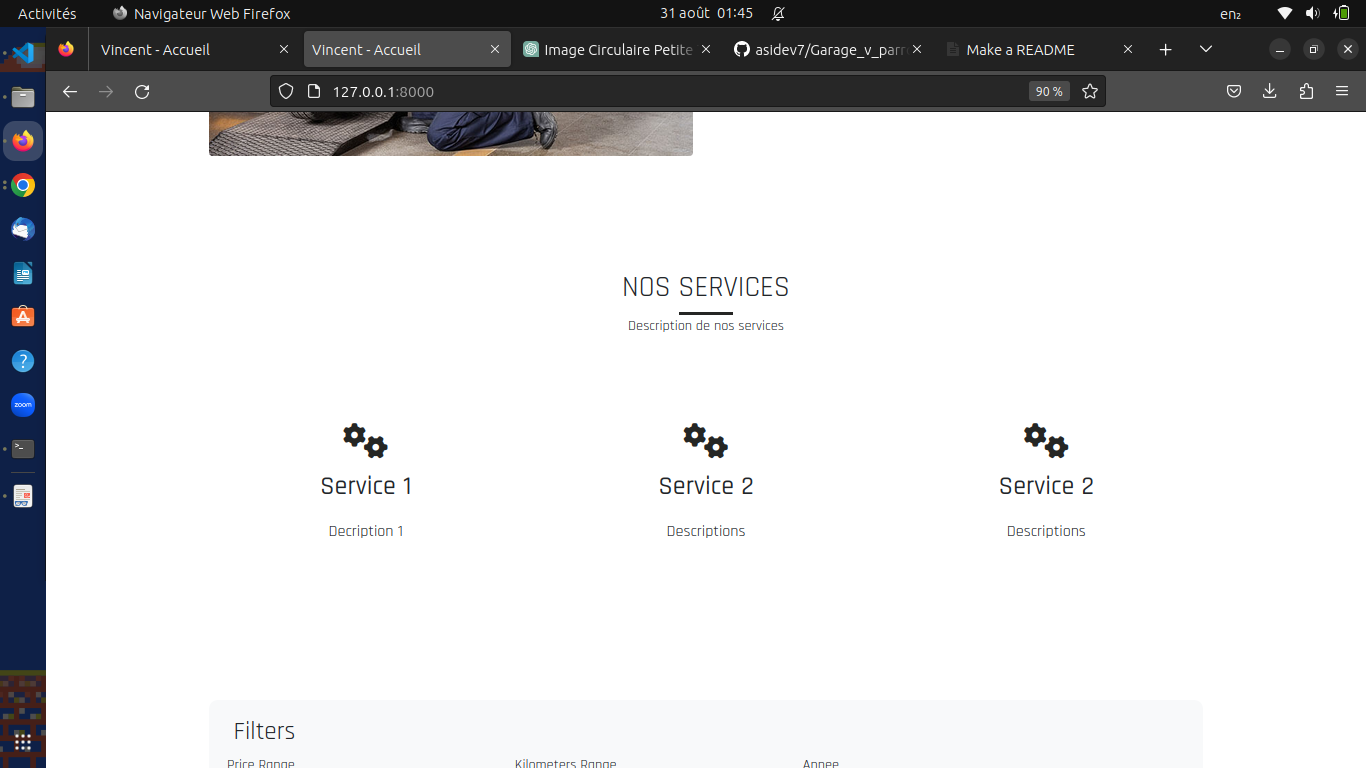 Activités Navigateur Web Firefox 31 août 01:45 en₂
Vincent - Accueil Vincent - Accueil Image Circulaire Petite asidev7/Garage_v_parr Make a README
127.0.0.1:8000 90 %
NOS SERVICES
Description de nos services
Service 1 Service 2 Service 2
Decription 1 Descriptions Descriptions
Filters
Price Range Kilometers Range Annee
zoom